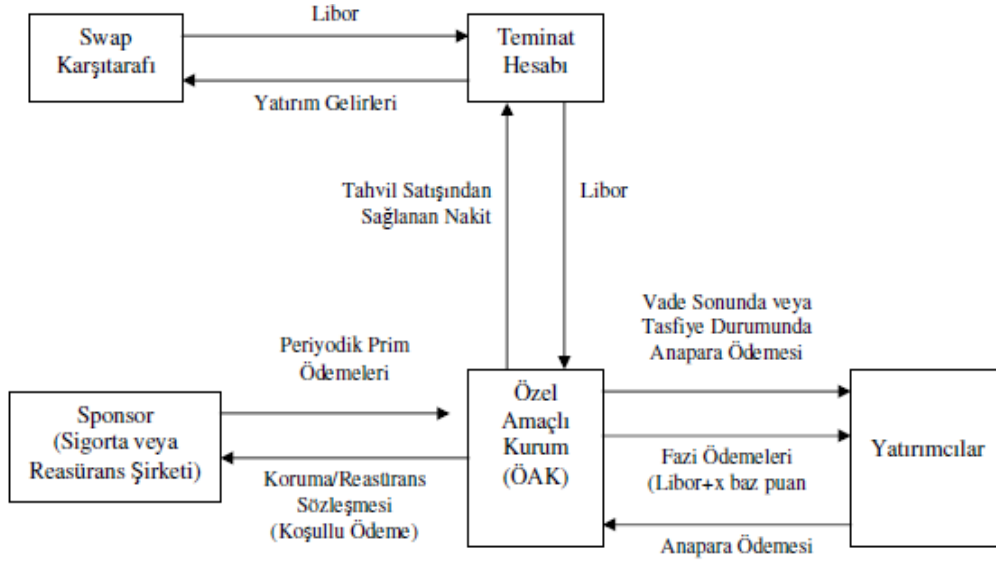 Libor
Swap
Karşıtarafı
Teminat
Hesabı
Yatırım Gelirleri
Tahvil Satışından
Sağlanan Nakit
Libor
Vade Sonunda veya
Tasfiye Durumunda
Anapara Ödemesi
Periyodik Prim
Ödemeleri
Sponsor
(Sigorta veya
Reasürans Şirketi)
Özel
Amaçlı
Kurum
(ÖAK)
Yatırımcılar
Koruma/Reasürans
Sözleşmesi
(Koşullu Ödeme)
Fazi Ödemeleri
(Libor+x baz puan
Anapara Ödemesi